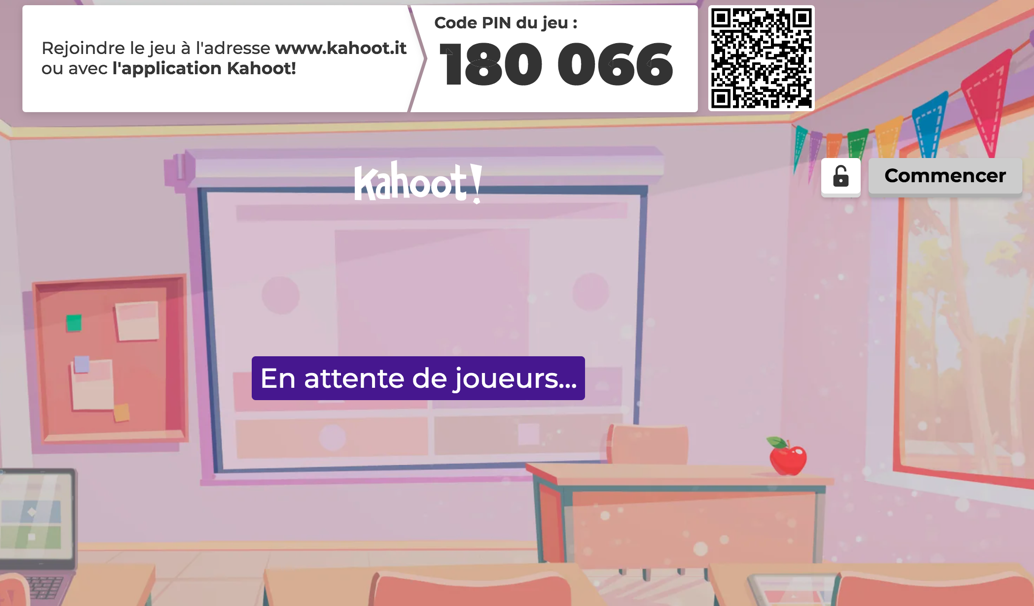 Rejoindre le jeu à l'adresse www.kahoot.it
ou avec l'application Kahoot!
Code PIN du jeu :
180 066
Commencer
Kahoot!
En attente de joueurs...